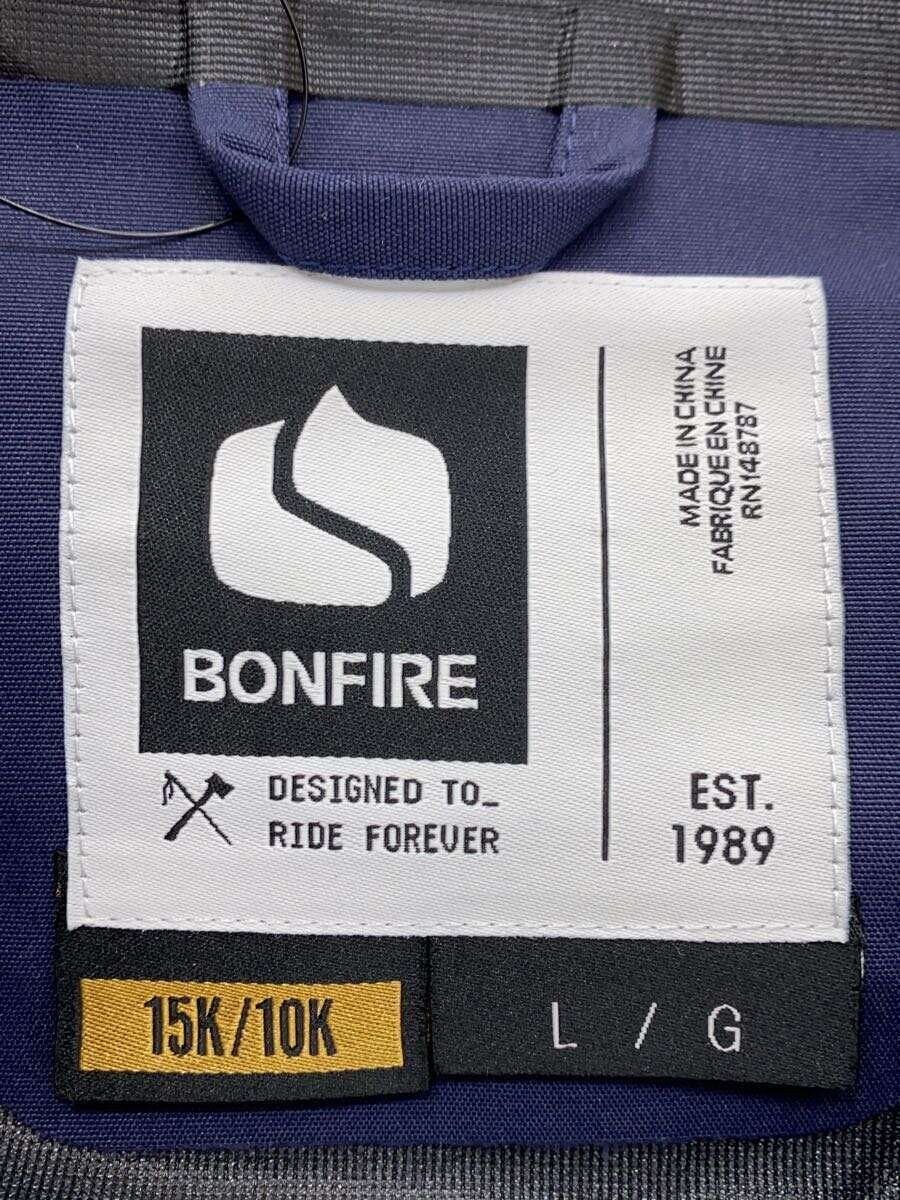 BONFIRE
DESIGNED TO_
RIDE FOREVER
MADE IN CHINA
FABRIQUE EN CHINE
RN148787
EST.
1989
15K/10K
L / G